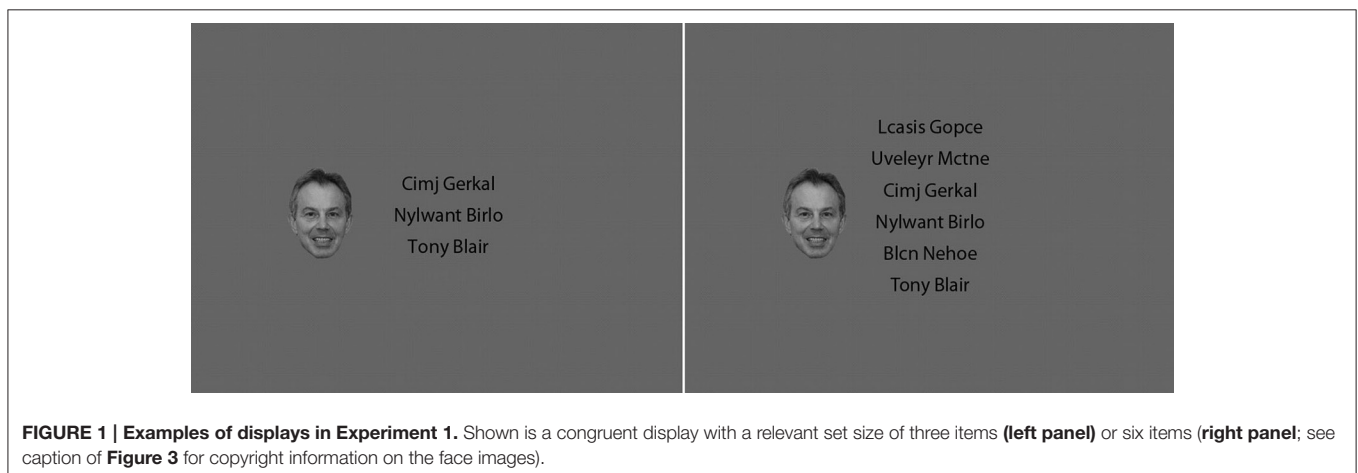 Cimj Gerkal
Nylwant Birlo
Tony Blair
Lcasis Gopce
Uveleyr Mctne
Cimj Gerkal
Nylwant Birlo
Blcn Nehoe
Tony Blair
FIGURE 1 | Examples of displays in Experiment 1. Shown is a congruent display with a relevant set size of three items (left panel) or six items (right panel; see
caption of Figure 3 for copyright information on the face images).